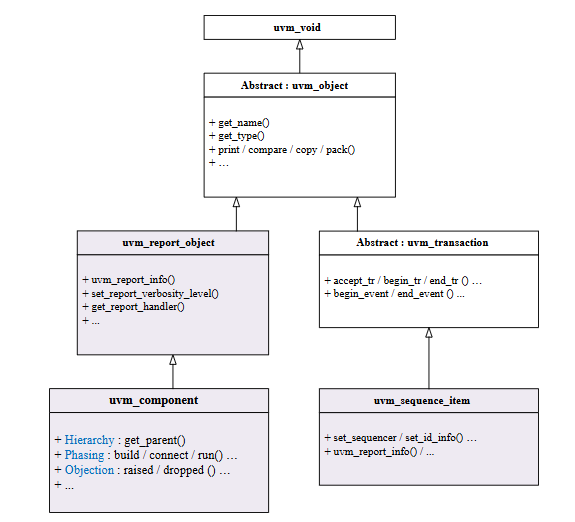 uvm_void
Abstract : uvm_object
+ get_name()
+ get_type()
+ print / compare / copy / pack()
+ ...
uvm_report_object
+ uvm_report_info()
+ set_report_verbosity_level()
+ get_report_handler()
+ ...
Abstract : uvm_transaction
+ accept_tr / begin_tr / end_tr () ...
+ begin_event / end_event () ...
uvm_component
+ Hierarchy : get_parent()
+ Phasing : build / connect / run() ...
+ Objection : raised / dropped () ...
+ ...
uvm_sequence_item
+ set_sequencer / set_id_info() ...
+ uvm_report_info() / ...